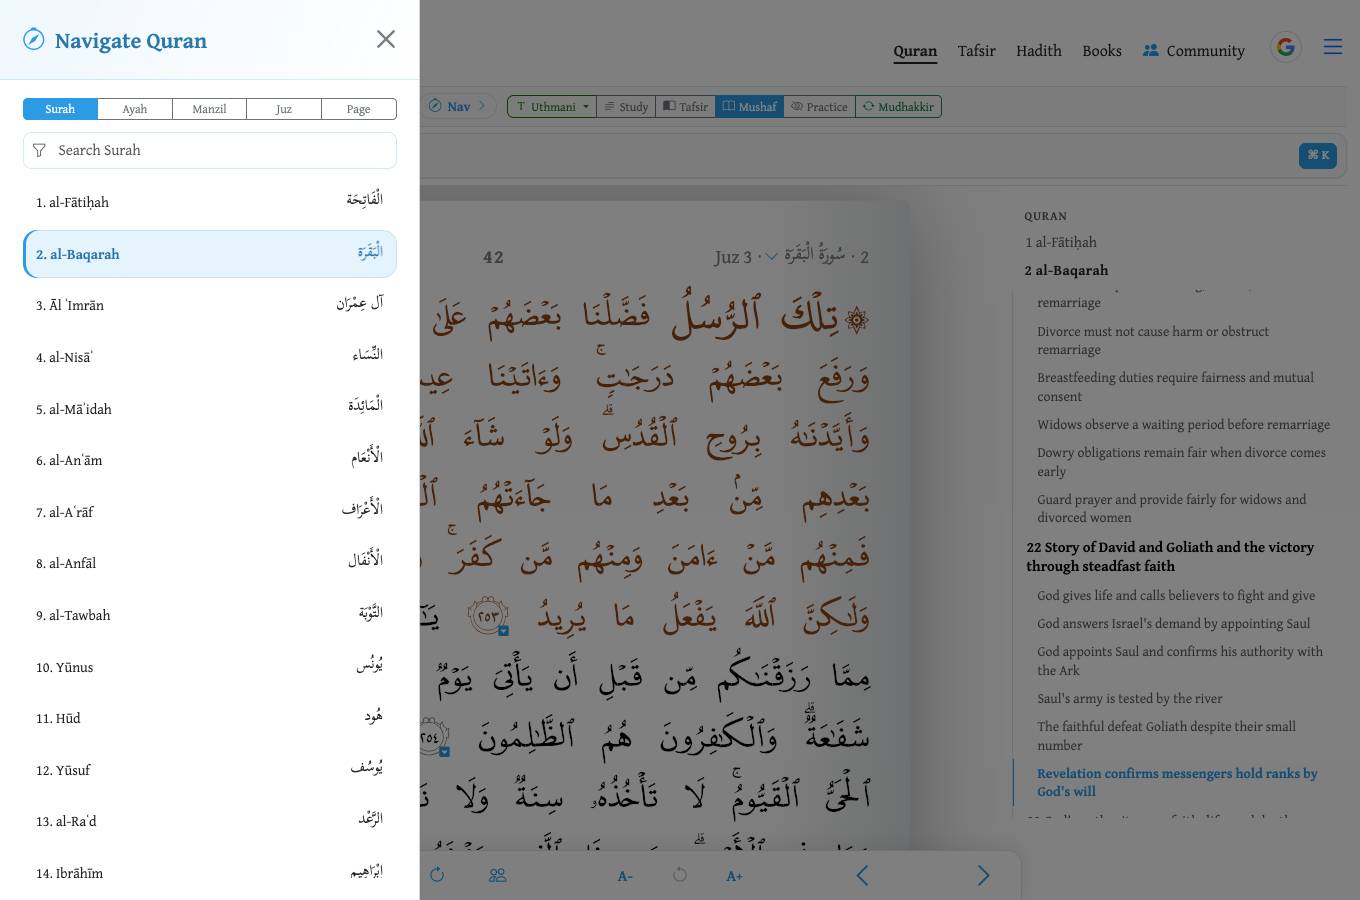 Navigate Quran
Surah Ayah Manzil Juz Page
Search Surah
1. al-Fātiḥah الْفَاتِحَة
2. al-Baqarah الْبَقَرَة
3. Āl ʿImrān آل عِمْرَان
4. al-Nisāʾ النِّسَاء
5. al-Māʾidah الْمَائِدَة
6. al-Anʿām الْأَنْعَام
7. al-Aʿrāf الْأَعْرَاف
8. al-Anfāl الْأَنْفَال
9. al-Tawbah التَّوْبَة
10. Yūnus يُونُس
11. Hūd هُود
12. Yūsuf يُوسُف
13. al-Raʿd الرَّعْد
14. Ibrāhīm إِبْرَاهِيم
Quran Tafsir Hadith Books Community
Nav Uthmani Study Tafsir Mushaf Practice Mudhakkir
⌘ K
42 Juz 3 · سُورَةُ الْبَقَرَة · 2
تِلْكَ ٱلرُّسُلُ فَضَّلْنَا بَعْضَهُمْ عَلَىٰ
وَرَفَعَ بَعْضَهُمْ دَرَجَٰتٍ ۚ وَءَاتَيْنَا
وَأَيَّدْنَٰهُ بِرُوحِ ٱلْقُدُسِ ۗ وَلَوْ شَآءَ
بَعْدِهِم مِّنۢ بَعْدِ مَا جَآءَتْهُمُ
فَمِنْهُم مَّنْ ءَامَنَ وَمِنْهُم مَّن كَفَرَ ۚ
وَلَٰكِنَّ ٱللَّهَ يَفْعَلُ مَا يُرِيدُ ٢٥٣
مِمَّا رَزَقْنَٰكُم مِّن قَبْلِ أَن يَأْتِىَ يَوْمٌ
شَفَٰعَةٌ ۗ وَٱلْكَٰفِرُونَ هُمُ ٱلظَّٰلِمُونَ ٢٥٤
ٱلْحَىُّ ٱلْقَيُّومُ ۚ لَا تَأْخُذُهُۥ سِنَةٌ وَلَا
A- A+
QURAN
1 al-Fātiḥah
2 al-Baqarah
remarriage
Divorce must not cause harm or obstruct
remarriage
Breastfeeding duties require fairness and mutual
consent
Widows observe a waiting period before remarriage
Dowry obligations remain fair when divorce comes
early
Guard prayer and provide fairly for widows and
divorced women
22 Story of David and Goliath and the victory
through steadfast faith
God gives life and calls believers to fight and give
God answers Israel's demand by appointing Saul
God appoints Saul and confirms his authority with
the Ark
Saul's army is tested by the river
The faithful defeat Goliath despite their small
number
Revelation confirms messengers hold ranks by
God's will